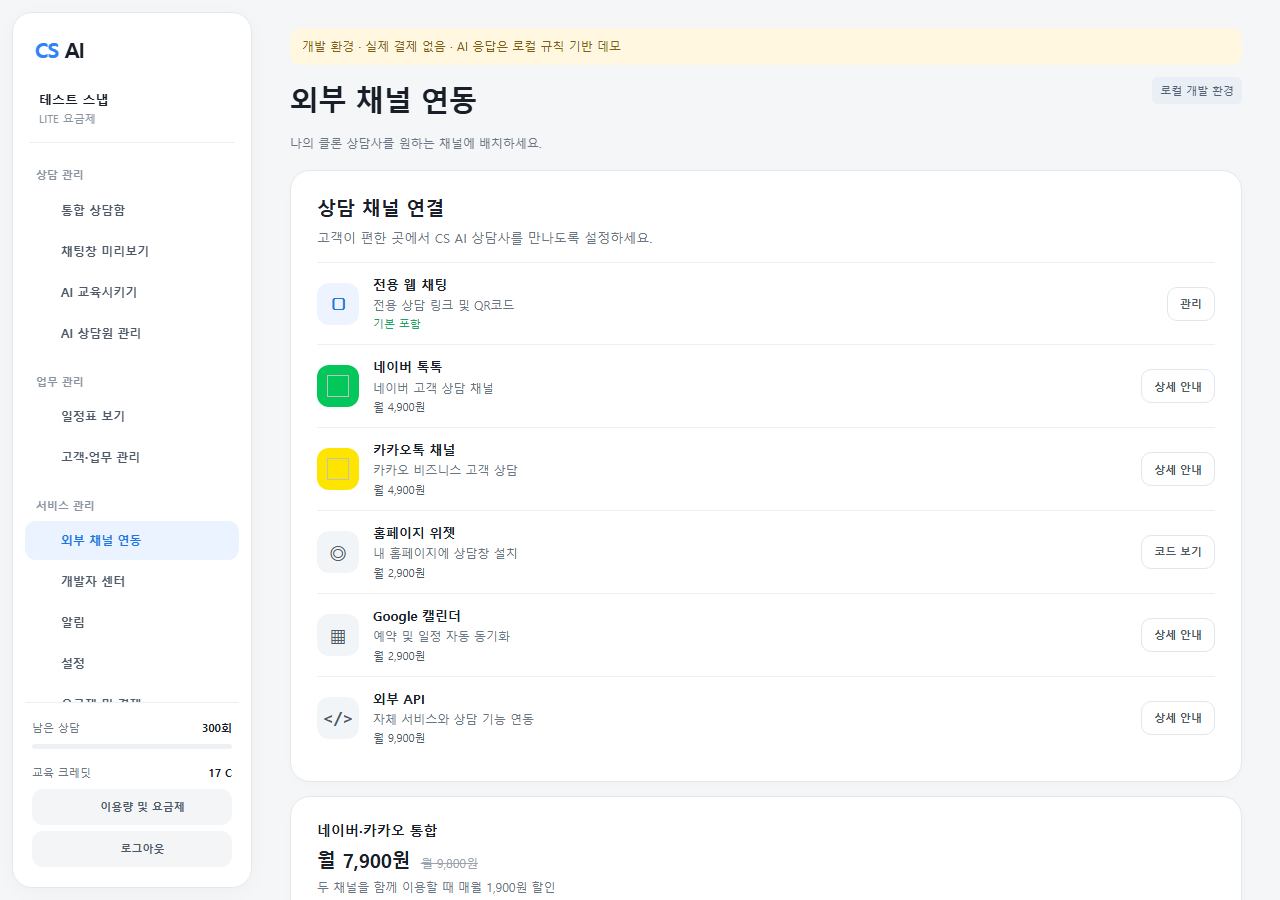 CS AI
테스트 스냅
LITE 요금제
상담 관리
통합 상담함
채팅창 미리보기
AI 교육시키기
AI 상담원 관리
업무 관리
일정표 보기
고객·업무 관리
서비스 관리
외부 채널 연동
개발자 센터
알림
설정
남은 상담 300회
교육 크레딧 17 C
이용량 및 요금제
로그아웃
개발 환경 · 실제 결제 없음 · AI 응답은 로컬 규칙 기반 데모
외부 채널 연동
로컬 개발 환경
나의 클론 상담사를 원하는 채널에 배치하세요.
상담 채널 연결
고객이 편한 곳에서 CS AI 상담사를 만나도록 설정하세요.
전용 웹 채팅
전용 상담 링크 및 QR코드
기본 포함
관리
네이버 톡톡
네이버 고객 상담 채널
월 4,900원
상세 안내
카카오톡 채널
카카오 비즈니스 고객 상담
월 4,900원
상세 안내
홈페이지 위젯
내 홈페이지에 상담창 설치
월 2,900원
코드 보기
Google 캘린더
예약 및 일정 자동 동기화
월 2,900원
상세 안내
</>
외부 API
자체 서비스와 상담 기능 연동
월 9,900원
상세 안내
네이버·카카오 통합
월 7,900원 월 9,800원
두 채널을 함께 이용할 때 매월 1,900원 할인